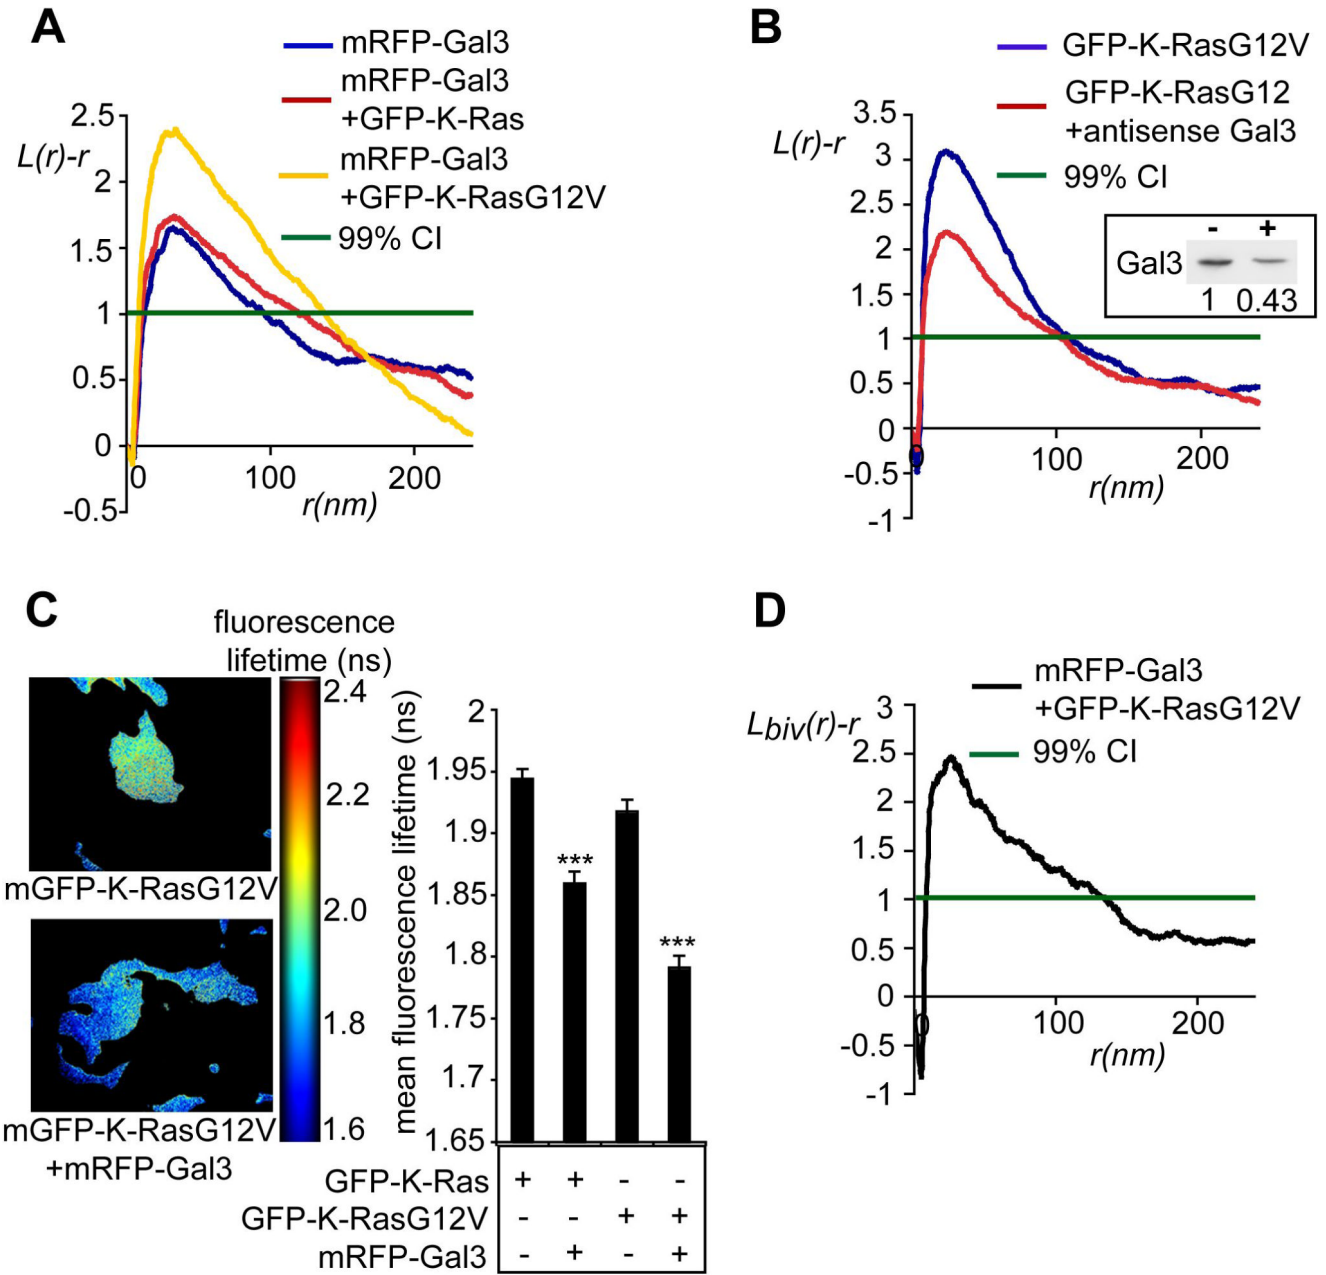 A
mRFP-Gal3
mRFP-Gal3
+GFP-K-Ras
mRFP-Gal3
+GFP-K-RasG12V
99% CI
L(r)-r
2.5
2
1.5
1
0.5
0
-0.5
0
100
200
r(nm)
B
GFP-K-RasG12V
GFP-K-RasG12
+antisense Gal3
99% CI
L(r)-r
3.5
3
2.5
2
1.5
1
0.5
0
-0.5
-1
0
100
200
r(nm)
- +
Gal3
1 0.43
C
fluorescence
lifetime (ns)
2.4
2.2
2.0
1.8
1.6
mGFP-K-RasG12V
mGFP-K-RasG12V
+mRFP-Gal3
mean fluorescence lifetime (ns)
2
1.95
1.9
1.85
1.8
1.75
1.7
1.65
***
***
GFP-K-Ras + + - -
GFP-K-RasG12V - - + +
mRFP-Gal3 - + - +
D
mRFP-Gal3
+GFP-K-RasG12V
99% CI
Lbiv(r)-r
3
2.5
2
1.5
1
0.5
0
-0.5
-1
0
100
200
r(nm)